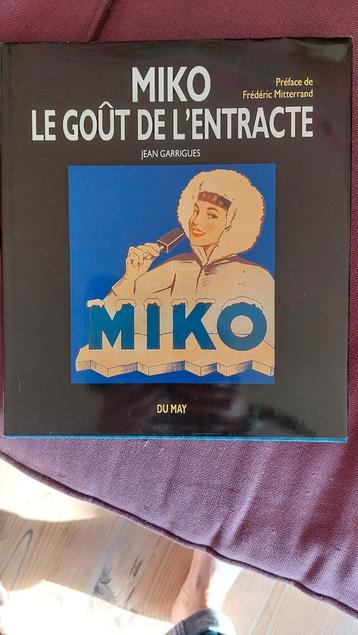 MIKO
Préface de
Frédéric Mitterrand
LE GOÛT DE L'ENTRACTE
JEAN GARRIGUES
MIKO
DU MAY